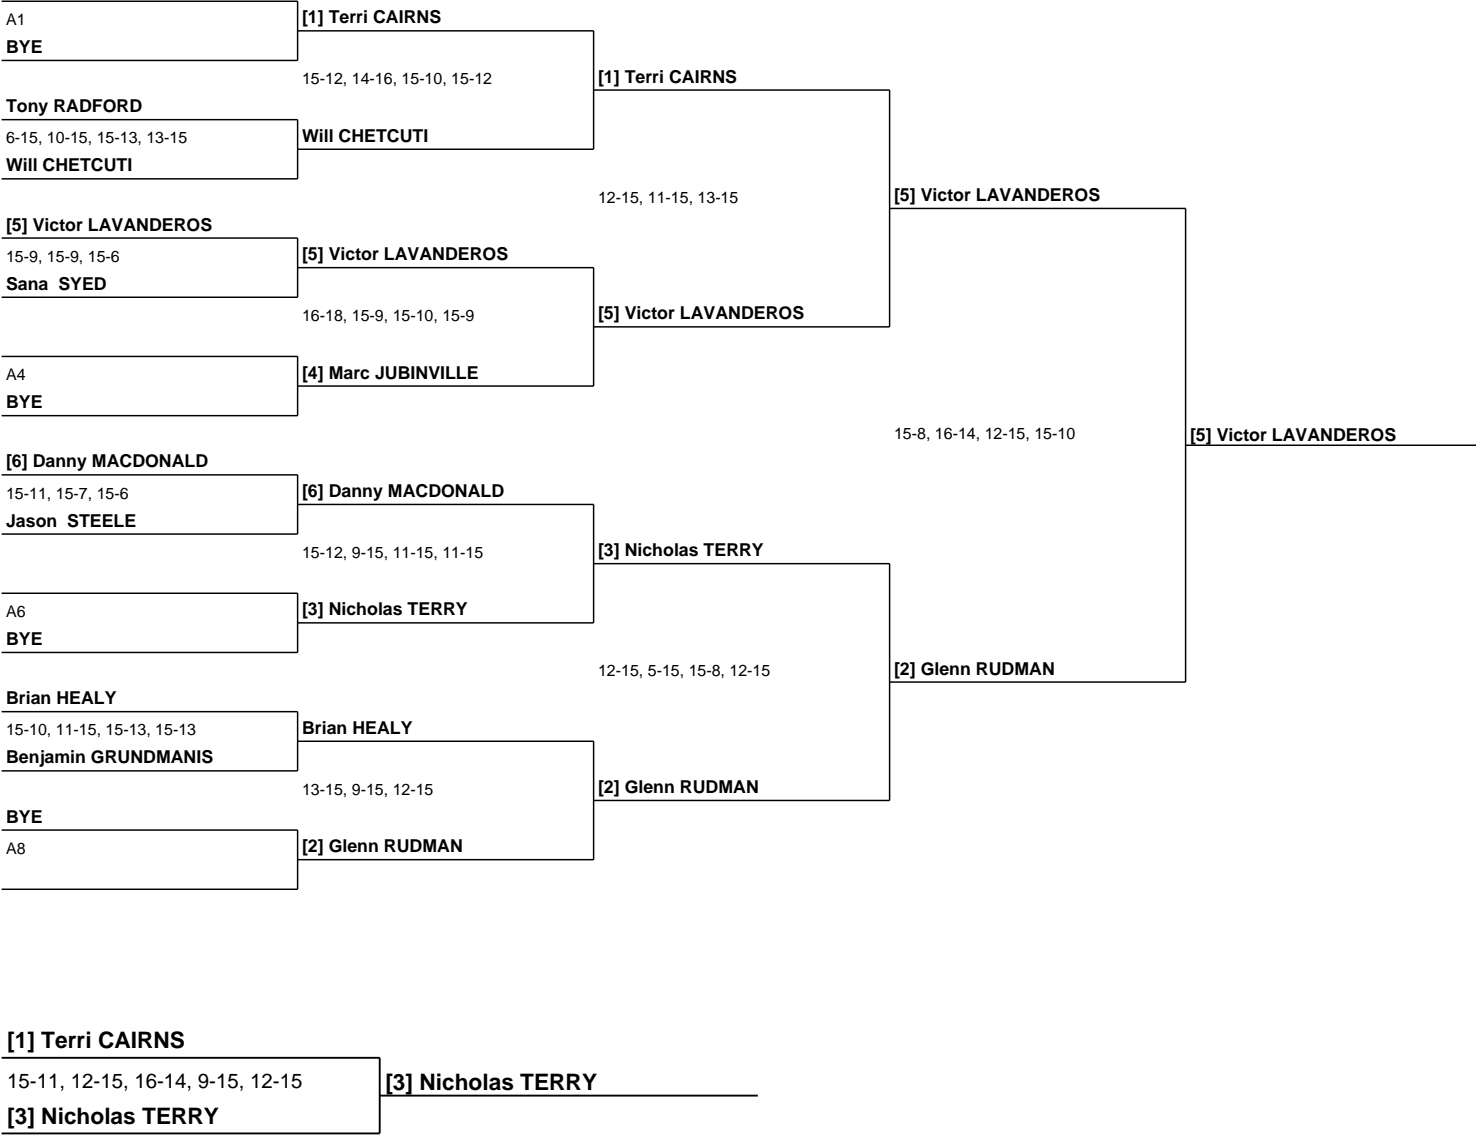 A1
BYE
[1] Terri CAIRNS
15-12, 14-16, 15-10, 15-12
[1] Terri CAIRNS
Tony RADFORD
6-15, 10-15, 15-13, 13-15
Will CHETCUTI
Will CHETCUTI
12-15, 11-15, 13-15
[5] Victor LAVANDEROS
[5] Victor LAVANDEROS
15-9, 15-9, 15-6
Sana  SYED
[5] Victor LAVANDEROS
16-18, 15-9, 15-10, 15-9
[5] Victor LAVANDEROS
A4
BYE
[4] Marc JUBINVILLE
15-8, 16-14, 12-15, 15-10
[5] Victor LAVANDEROS
[6] Danny MACDONALD
15-11, 15-7, 15-6
Jason  STEELE
[6] Danny MACDONALD
15-12, 9-15, 11-15, 11-15
[3] Nicholas TERRY
A6
BYE
[3] Nicholas TERRY
12-15, 5-15, 15-8, 12-15
[2] Glenn RUDMAN
Brian HEALY
15-10, 11-15, 15-13, 15-13
Benjamin GRUNDMANIS
Brian HEALY
13-15, 9-15, 12-15
[2] Glenn RUDMAN
BYE
A8
[2] Glenn RUDMAN
[1] Terri CAIRNS
15-11, 12-15, 16-14, 9-15, 12-15
[3] Nicholas TERRY
[3] Nicholas TERRY